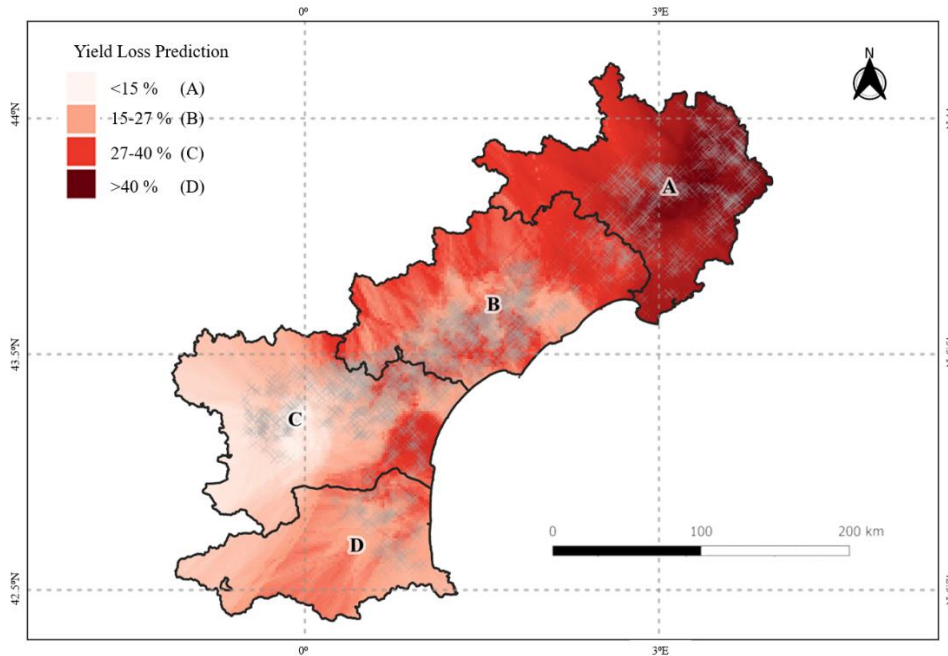 0°
3°E
Yield Loss Prediction
<15 % (A)
15-27 % (B)
27-40 % (C)
>40 % (D)
N
44°N
A
B
43.5°N
C
0 100 200 km
D
42.5°N
0°
3°E